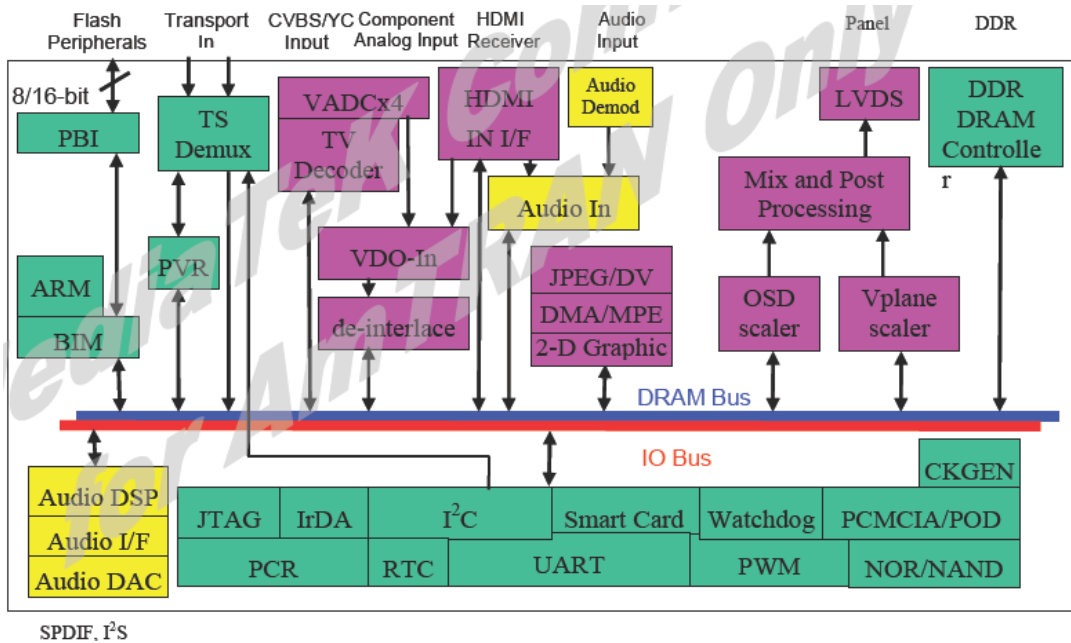 Flash
Peripherals
Transport
In
CVBS/YC
Input
Component
Analog Input
HDMI
Receiver
Audio
Input
Panel
DDR
8/16-bit
PBI
TS
Demux
VADCx4
TV
Decoder
HDMI
IN I/F
Audio
Demod
LVDS
DDR
DRAM
Controlle
r
Audio In
Mix and Post
Processing
PVR
VDO-In
ARM
BIM
de-interlace
JPEG/DV
DMA/MPE
2-D Graphic
OSD
scaler
Vplane
scaler
DRAM Bus
IO Bus
CKGEN
Audio DSP
Audio I/F
Audio DAC
JTAG
IrDA
I²C
Smart Card
Watchdog
PCMCIA/POD
PCR
RTC
UART
PWM
NOR/NAND
SPDIF, I²S
for AmTRAN Only